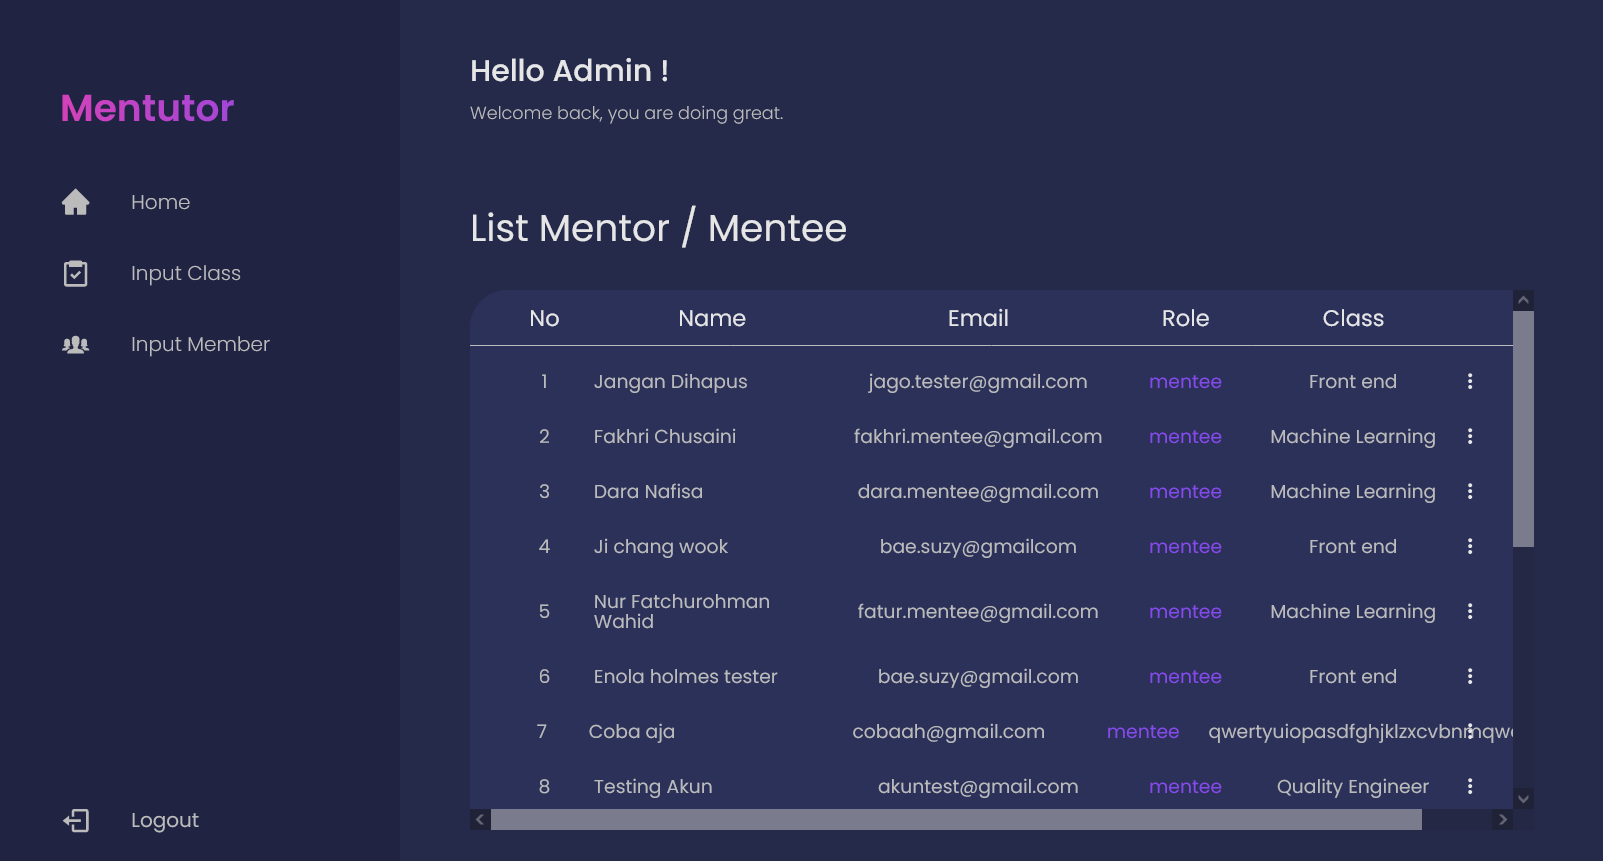 Mentutor
Home
Input Class
Input Member
Logout
Hello Admin !
Welcome back, you are doing great.
List Mentor / Mentee
No Name Email Role Class
1 Jangan Dihapus jago.tester@gmail.com mentee Front end
2 Fakhri Chusaini fakhri.mentee@gmail.com mentee Machine Learning
3 Dara Nafisa dara.mentee@gmail.com mentee Machine Learning
4 Ji chang wook bae.suzy@gmailcom mentee Front end
5 Nur Fatchurohman
Wahid fatur.mentee@gmail.com mentee Machine Learning
6 Enola holmes tester bae.suzy@gmail.com mentee Front end
7 Coba aja cobaah@gmail.com mentee qwertyuiopasdfghjklzxcvbnmqwe
8 Testing Akun akuntest@gmail.com mentee Quality Engineer